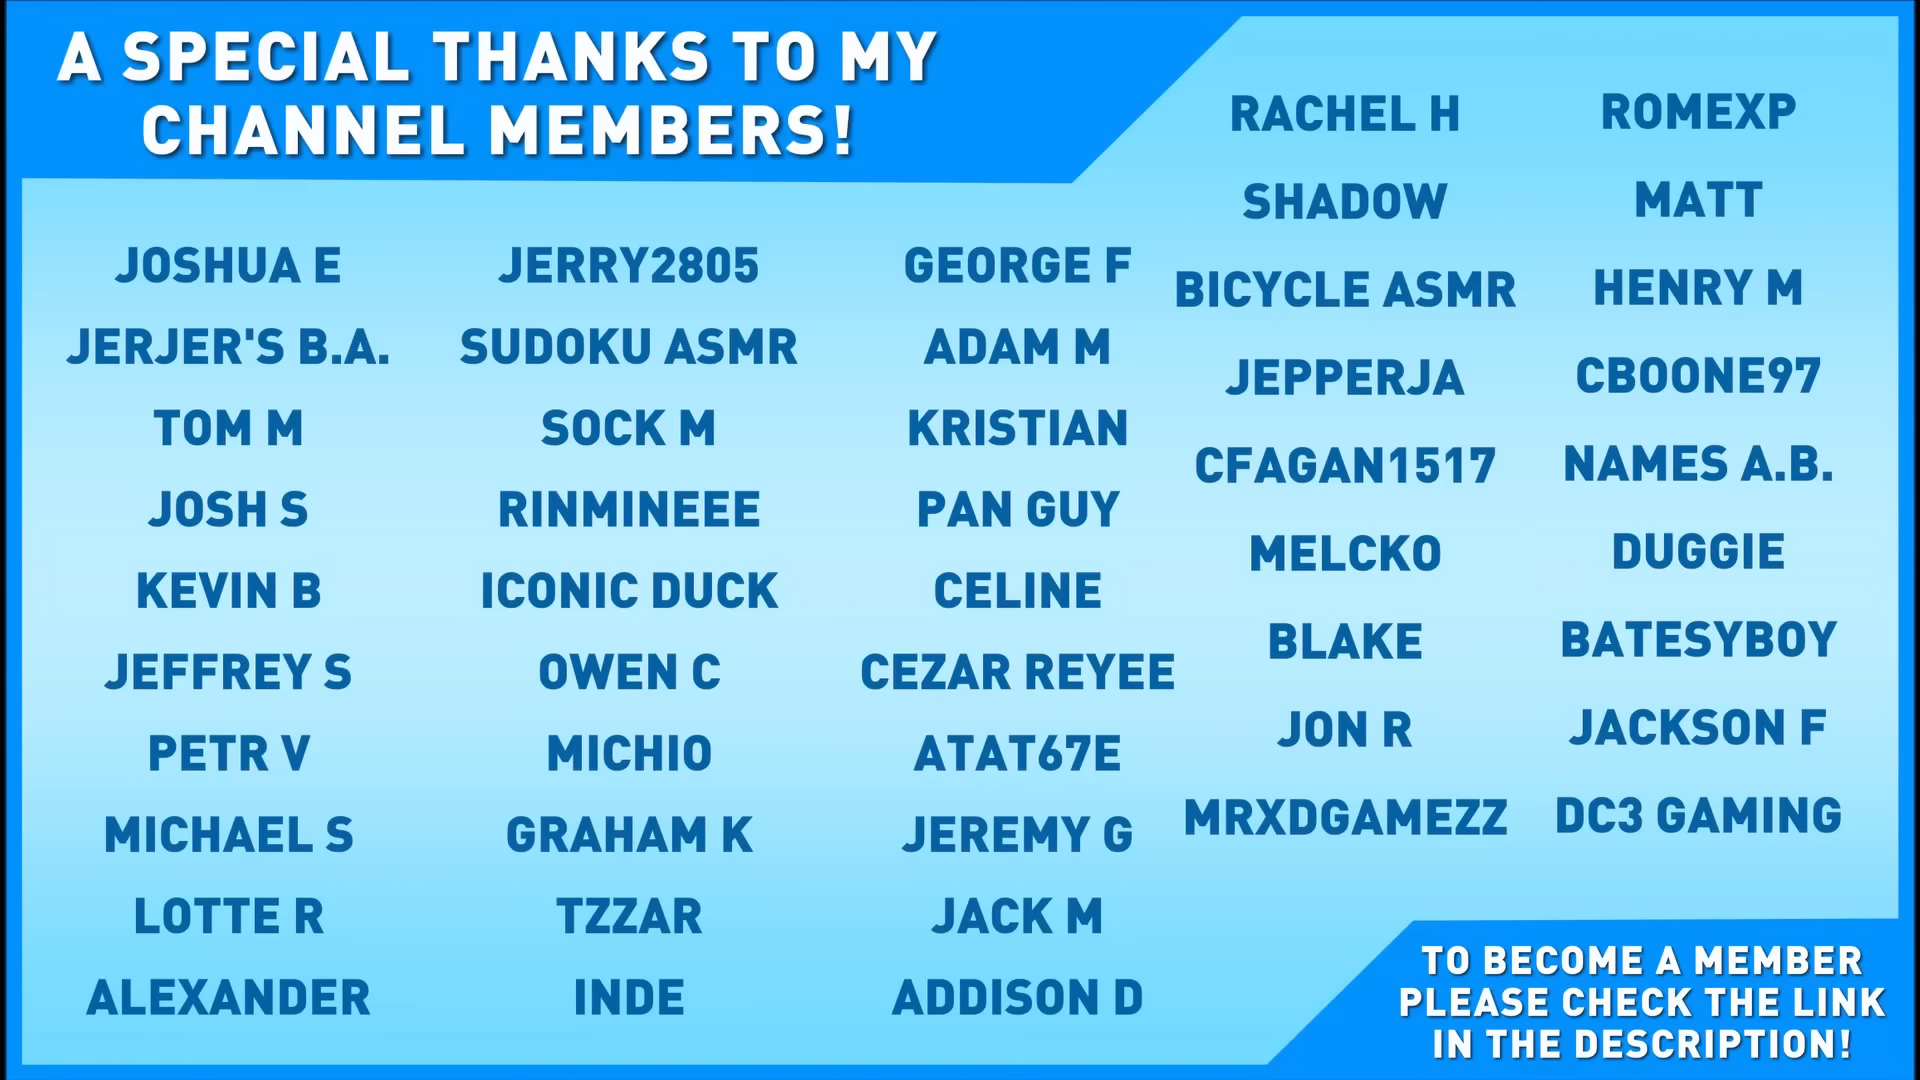 A SPECIAL THANKS TO MY
CHANNEL MEMBERS!
JOSHUA E
JERJER'S B.A.
TOM M
JOSH S
KEVIN B
JEFFREY S
PETR V
MICHAEL S
LOTTE R
ALEXANDER
JERRY2805
SUDOKU ASMR
SOCK M
RINMINEEE
ICONIC DUCK
OWEN C
MICHIO
GRAHAM K
TZZAR
INDE
GEORGE F
ADAM M
KRISTIAN
PAN GUY
CELINE
CEZAR REYEE
ATAT67E
JEREMY G
JACK M
ADDISON D
RACHEL H
SHADOW
BICYCLE ASMR
JEPPERJA
CFAGAN1517
MELCKO
BLAKE
JON R
MRXDGAMEZZ
ROMEXP
MATT
HENRY M
CBOONE97
NAMES A.B.
DUGGIE
BATESYBOY
JACKSON F
DC3 GAMING
TO BECOME A MEMBER
PLEASE CHECK THE LINK
IN THE DESCRIPTION!